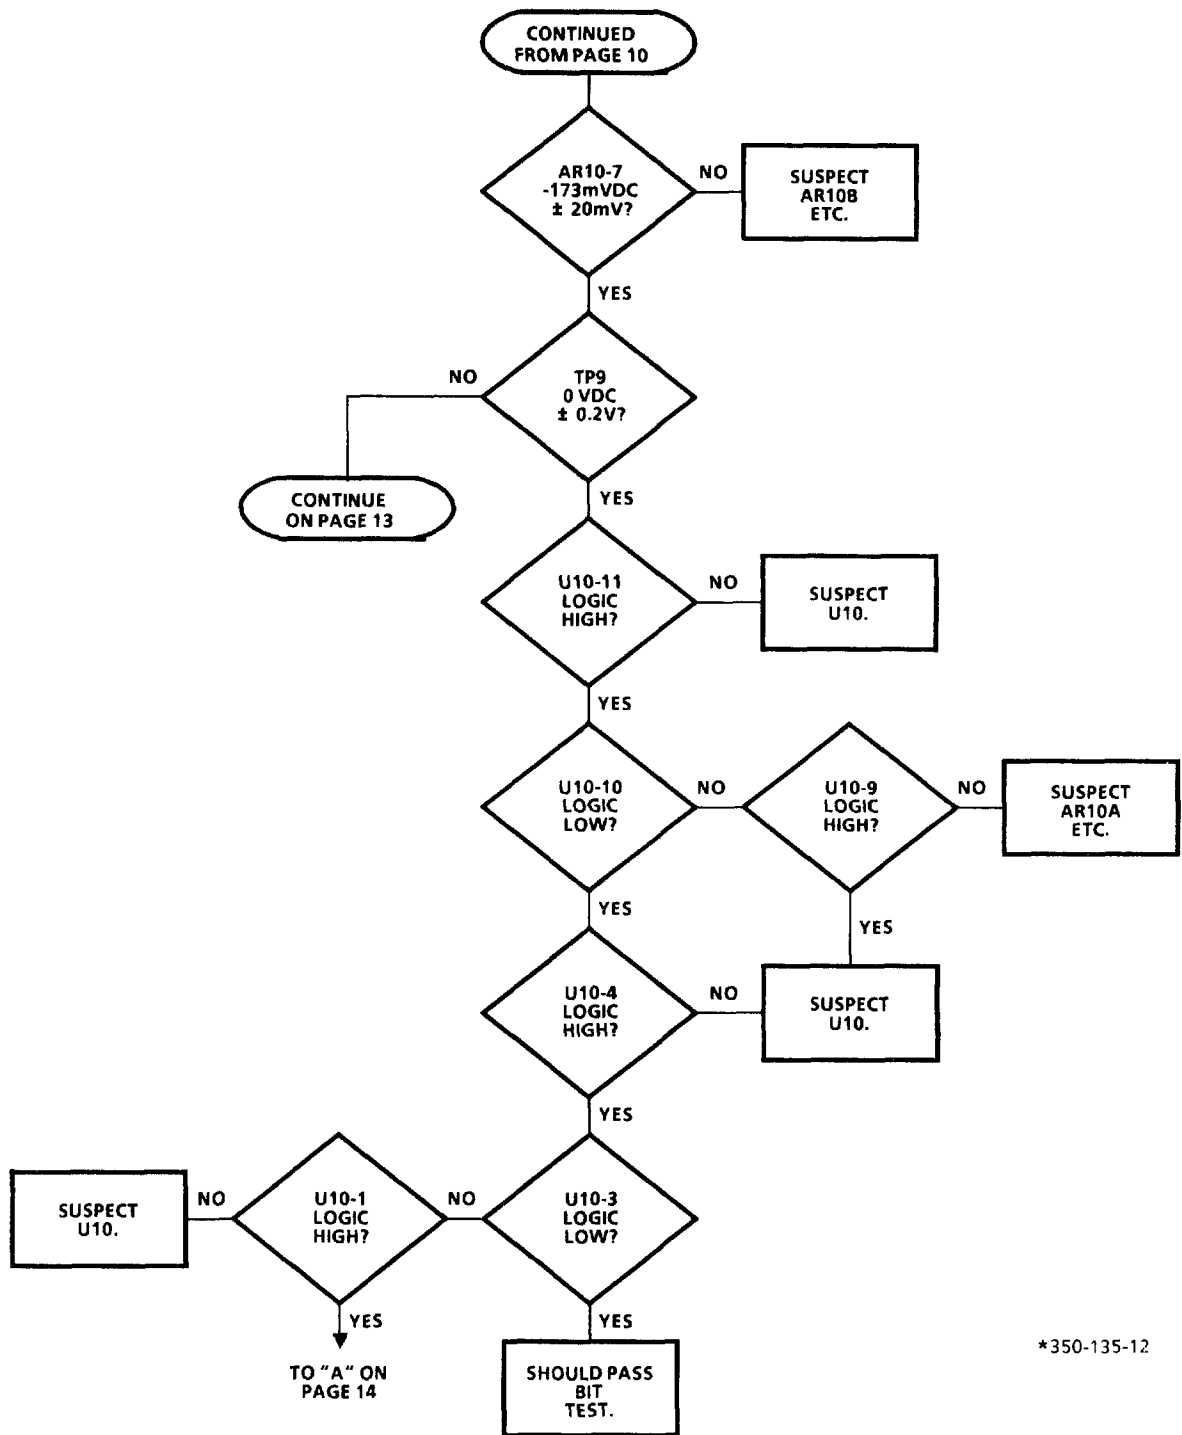 CONTINUED
FROM PAGE 10
AR10-7
-173mVDC
± 20mV?
NO
SUSPECT
AR10B
ETC.
YES
TP9
0 VDC
± 0.2V?
NO
CONTINUE
ON PAGE 13
YES
U10-11
LOGIC
HIGH?
NO
SUSPECT
U10.
YES
U10-10
LOGIC
LOW?
NO
U10-9
LOGIC
HIGH?
NO
SUSPECT
AR10A
ETC.
YES
YES
U10-4
LOGIC
HIGH?
NO
SUSPECT
U10.
YES
U10-3
LOGIC
LOW?
NO
U10-1
LOGIC
HIGH?
NO
SUSPECT
U10.
YES
TO "A" ON
PAGE 14
YES
SHOULD PASS
BIT
TEST.
*350-135-12